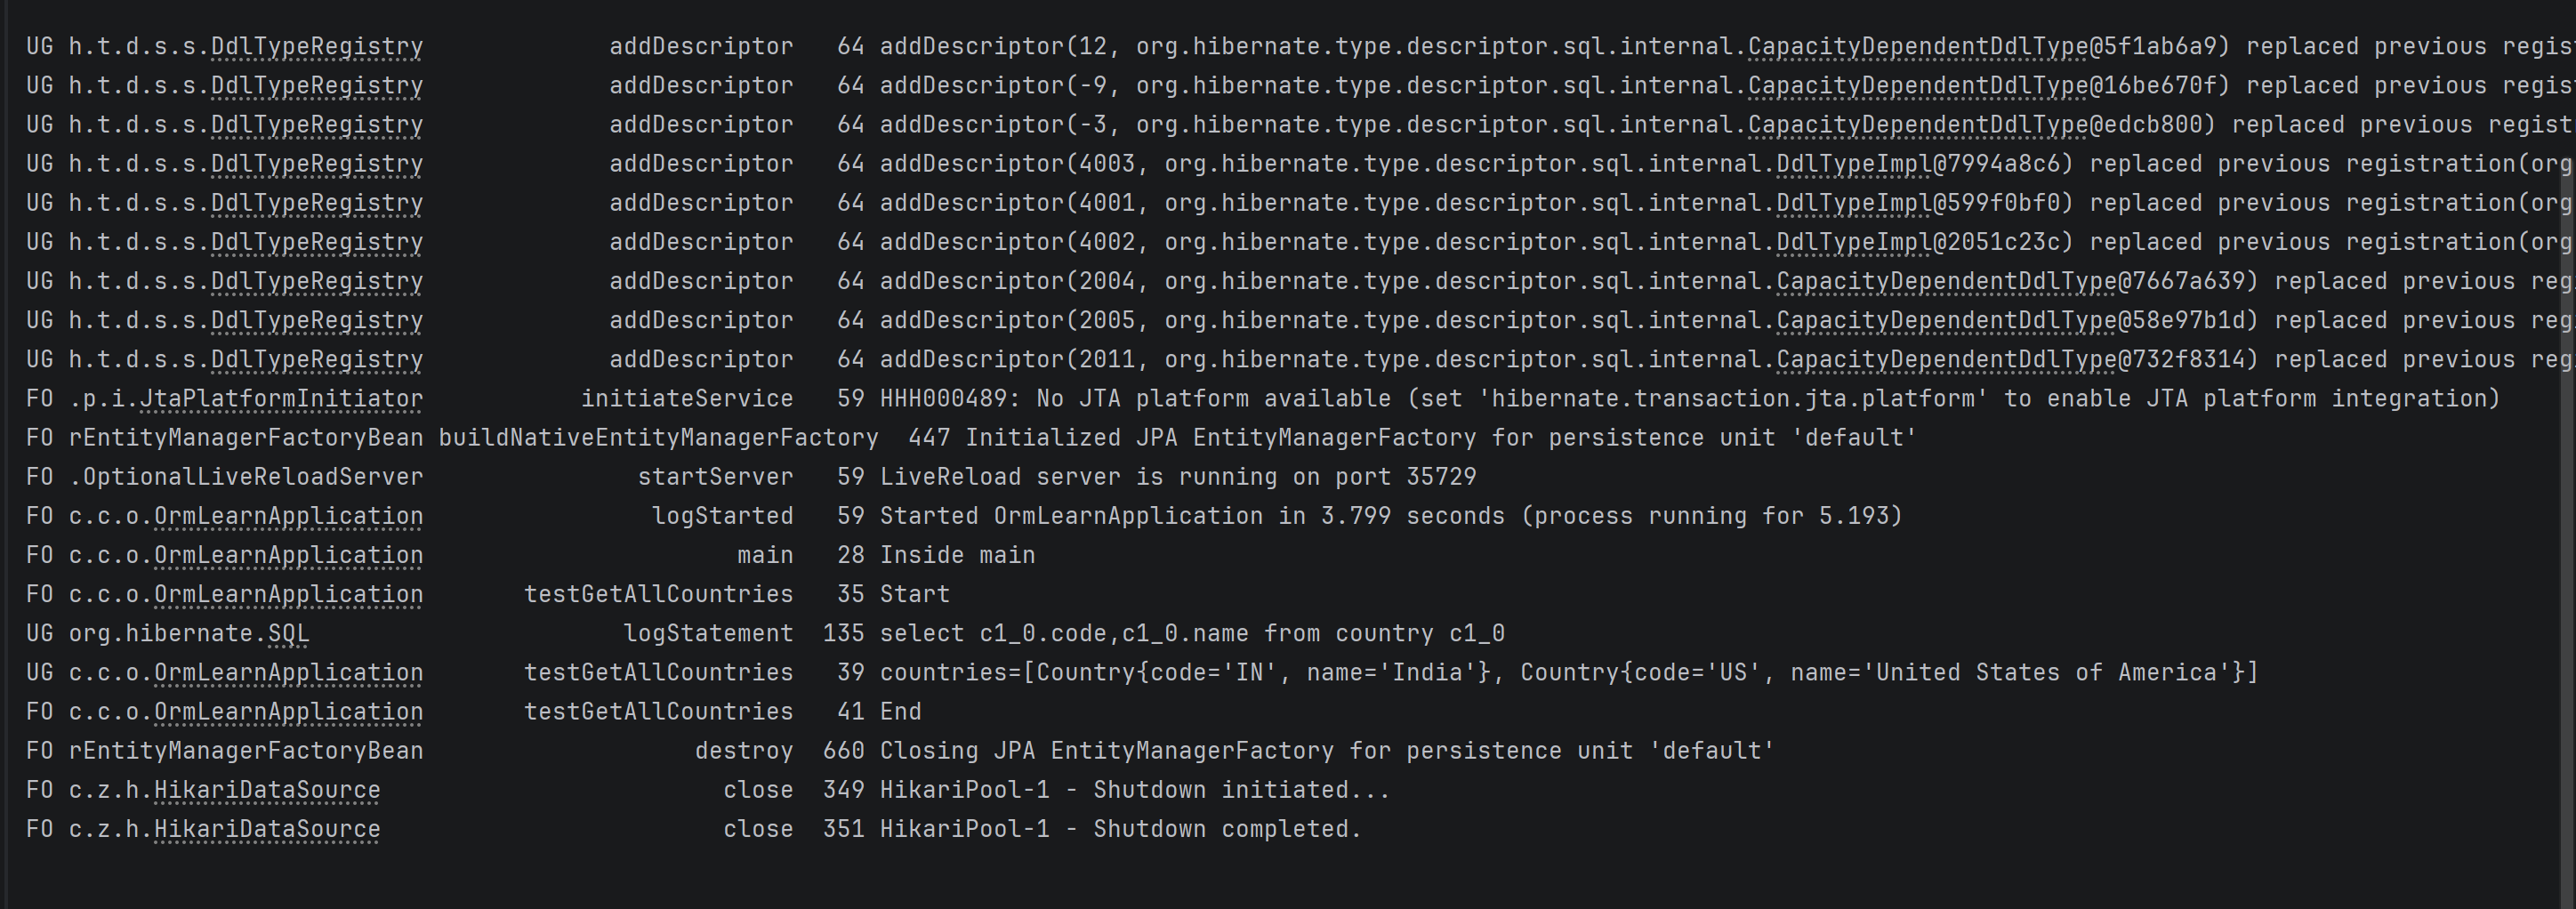 UG h.t.d.s.s.DdlTypeRegistry addDescriptor 64 addDescriptor(12, org.hibernate.type.descriptor.sql.internal.CapacityDependentDdlType@5f1ab6a9) replaced previous regis
UG h.t.d.s.s.DdlTypeRegistry addDescriptor 64 addDescriptor(-9, org.hibernate.type.descriptor.sql.internal.CapacityDependentDdlType@16be670f) replaced previous regis
UG h.t.d.s.s.DdlTypeRegistry addDescriptor 64 addDescriptor(-3, org.hibernate.type.descriptor.sql.internal.CapacityDependentDdlType@edcb800) replaced previous regist
UG h.t.d.s.s.DdlTypeRegistry addDescriptor 64 addDescriptor(4003, org.hibernate.type.descriptor.sql.internal.DdlTypeImpl@7994a8c6) replaced previous registration(org
UG h.t.d.s.s.DdlTypeRegistry addDescriptor 64 addDescriptor(4001, org.hibernate.type.descriptor.sql.internal.DdlTypeImpl@599f0bf0) replaced previous registration(org
UG h.t.d.s.s.DdlTypeRegistry addDescriptor 64 addDescriptor(4002, org.hibernate.type.descriptor.sql.internal.DdlTypeImpl@2051c23c) replaced previous registration(org
UG h.t.d.s.s.DdlTypeRegistry addDescriptor 64 addDescriptor(2004, org.hibernate.type.descriptor.sql.internal.CapacityDependentDdlType@7667a639) replaced previous reg
UG h.t.d.s.s.DdlTypeRegistry addDescriptor 64 addDescriptor(2005, org.hibernate.type.descriptor.sql.internal.CapacityDependentDdlType@58e97b1d) replaced previous reg
UG h.t.d.s.s.DdlTypeRegistry addDescriptor 64 addDescriptor(2011, org.hibernate.type.descriptor.sql.internal.CapacityDependentDdlType@732f8314) replaced previous reg
FO .p.i.JtaPlatformInitiator initiateService 59 HHH000489: No JTA platform available (set 'hibernate.transaction.jta.platform' to enable JTA platform integration)
FO rEntityManagerFactoryBean buildNativeEntityManagerFactory 447 Initialized JPA EntityManagerFactory for persistence unit 'default'
FO .OptionalLiveReloadServer startServer 59 LiveReload server is running on port 35729
FO c.c.o.OrmLearnApplication logStarted 59 Started OrmLearnApplication in 3.799 seconds (process running for 5.193)
FO c.c.o.OrmLearnApplication main 28 Inside main
FO c.c.o.OrmLearnApplication testGetAllCountries 35 Start
UG org.hibernate.SQL logStatement 135 select c1_0.code,c1_0.name from country c1_0
UG c.c.o.OrmLearnApplication testGetAllCountries 39 countries=[Country{code='IN', name='India'}, Country{code='US', name='United States of America'}]
FO c.c.o.OrmLearnApplication testGetAllCountries 41 End
FO rEntityManagerFactoryBean destroy 660 Closing JPA EntityManagerFactory for persistence unit 'default'
FO c.z.h.HikariDataSource close 349 HikariPool-1 - Shutdown initiated...
FO c.z.h.HikariDataSource close 351 HikariPool-1 - Shutdown completed.